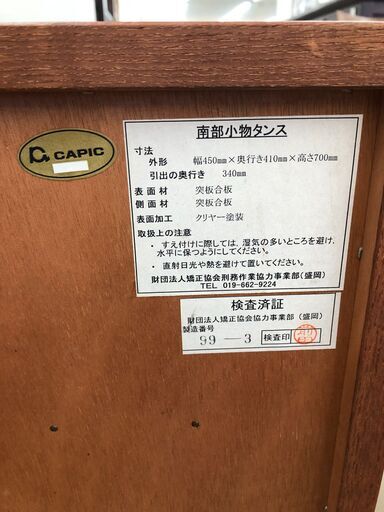 CAPIC
南部小物タンス
寸法
外形 幅450mm×奥行き410mm×高さ700mm
引出の奥行き 340mm
表面材 突板合板
側面材 突板合板
表面加工 クリヤー塗装
取扱上の注意
・すえ付けに際しては、湿気の多いところを避け、
水平に保つようにしてください。
・直射日光や熱を避けて置いてください。
財団法人矯正協会刑務作業協力事業部(盛岡)
TEL 019-662-9224
検査済証
財団法人矯正協会協力事業部(盛岡)
製造番号
99-3 検査印